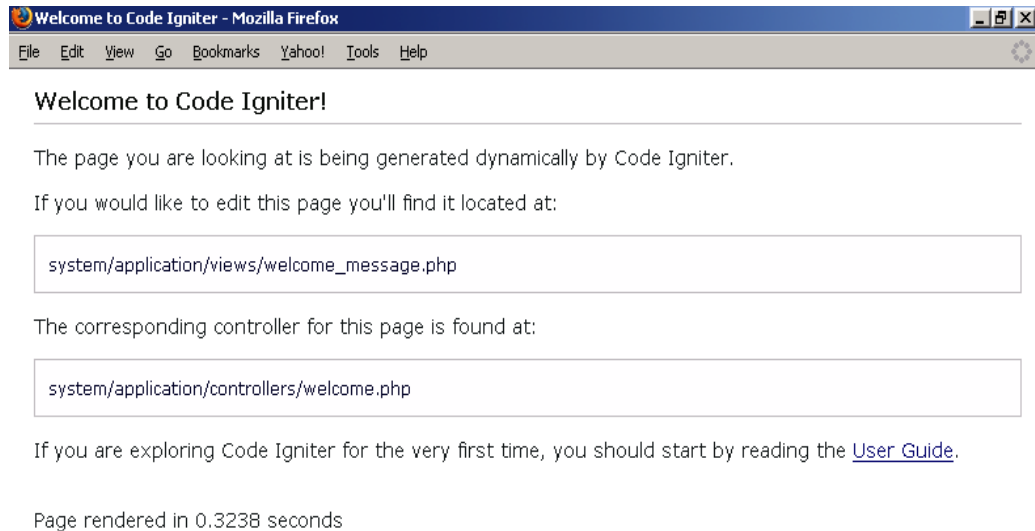 Welcome to Code Igniter - Mozilla Firefox
File Edit View Go Bookmarks Yahoo! Tools Help
Welcome to Code Igniter!
The page you are looking at is being generated dynamically by Code Igniter.
If you would like to edit this page you'll find it located at:
system/application/views/welcome_message.php
The corresponding controller for this page is found at:
system/application/controllers/welcome.php
If you are exploring Code Igniter for the very first time, you should start by reading the User Guide.
Page rendered in 0.3238 seconds